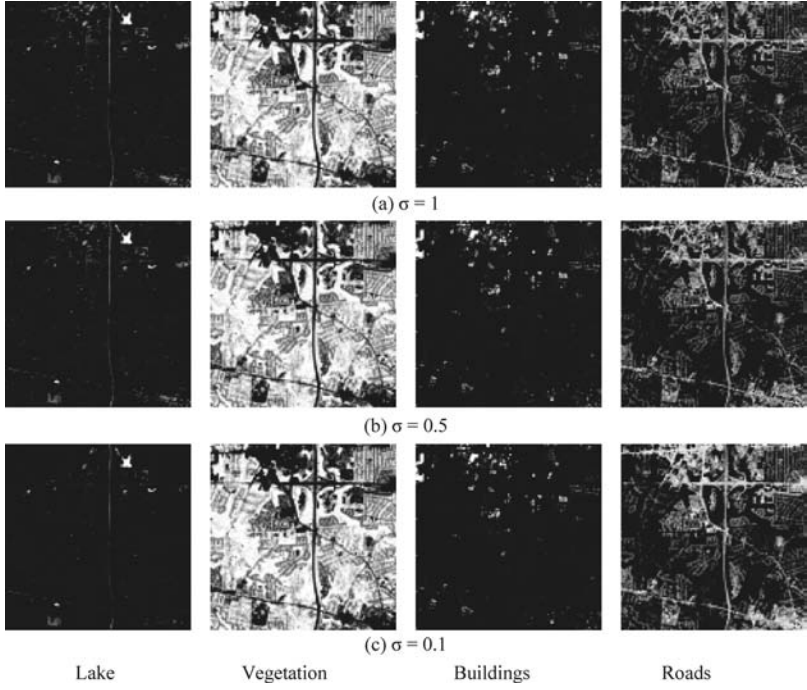 (a) σ = 1
(b) σ = 0.5
(c) σ = 0.1
Lake Vegetation Buildings Roads